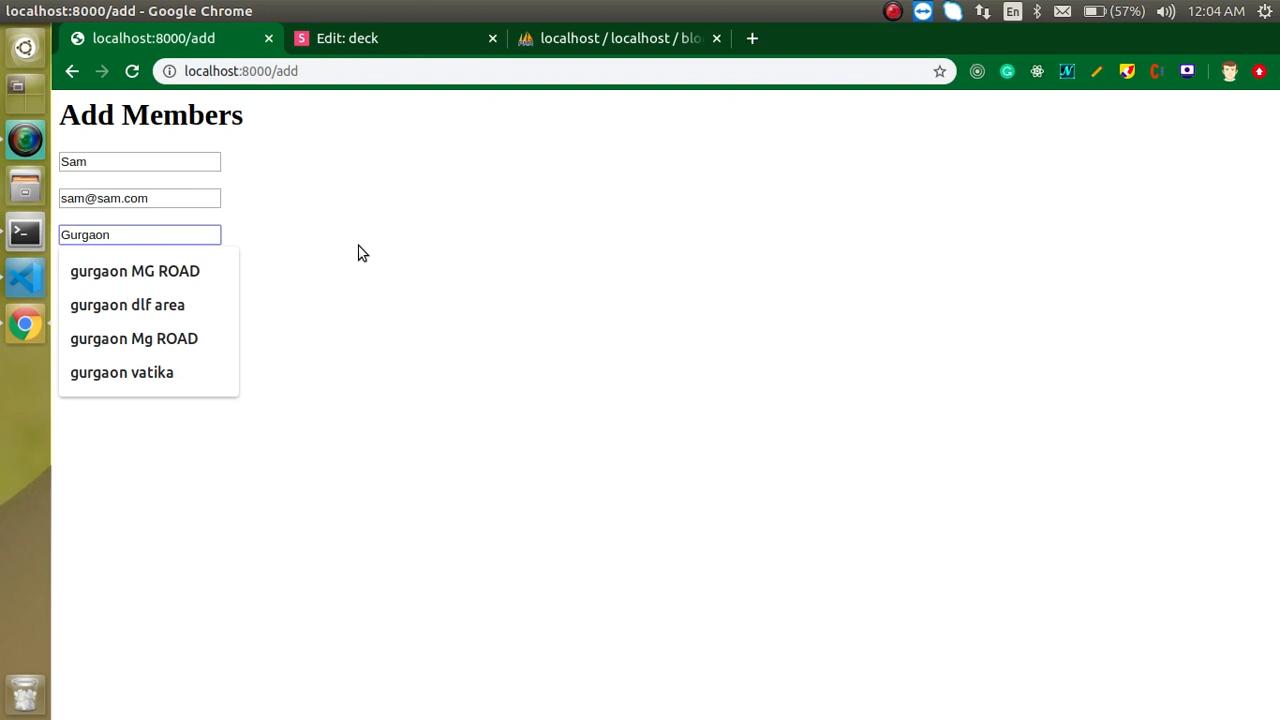 localhost:8000/add - Google Chrome
En
(57%)
12:04 AM
localhost:8000/add
Edit: deck
localhost / localhost / blo
localhost:8000/add
Add Members
Sam
sam@sam.com
Gurgaon
gurgaon MG ROAD
gurgaon dlf area
gurgaon Mg ROAD
gurgaon vatika